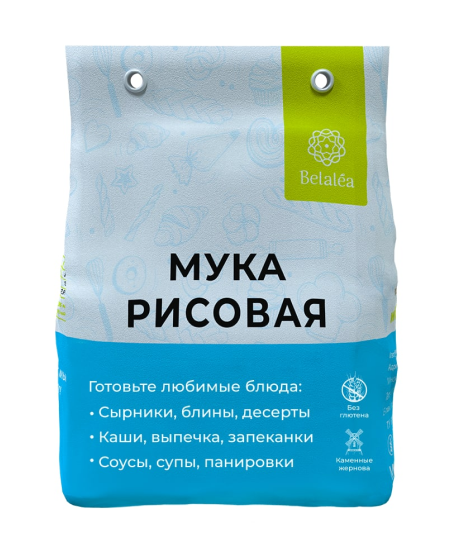 Belaléa
МУКА
РИСОВАЯ
Готовьте любимые блюда:
• Сырники, блины, десерты
• Каши, выпечка, запеканки
• Соусы, супы, панировки
Без
глютена
Каменные
жернова